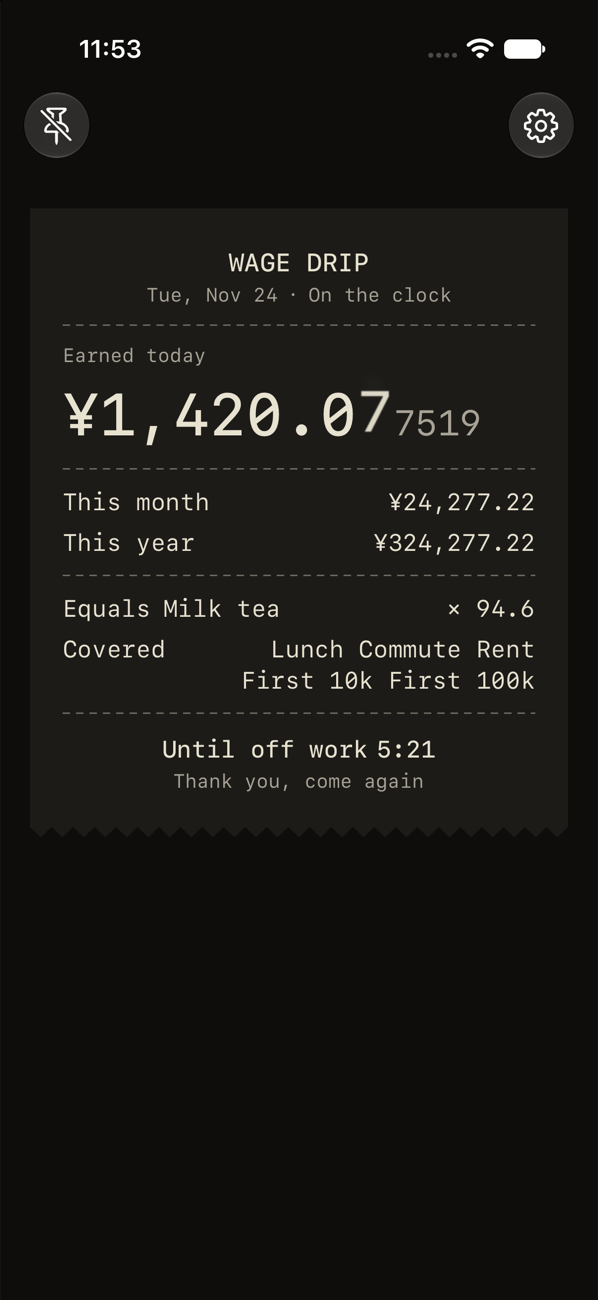 11:53
WAGE DRIP
Tue, Nov 24 · On the clock
Earned today
¥1,420.077519
This month ¥24,277.22
This year ¥324,277.22
Equals Milk tea × 94.6
Covered Lunch Commute Rent
First 10k First 100k
Until off work 5:21
Thank you, come again